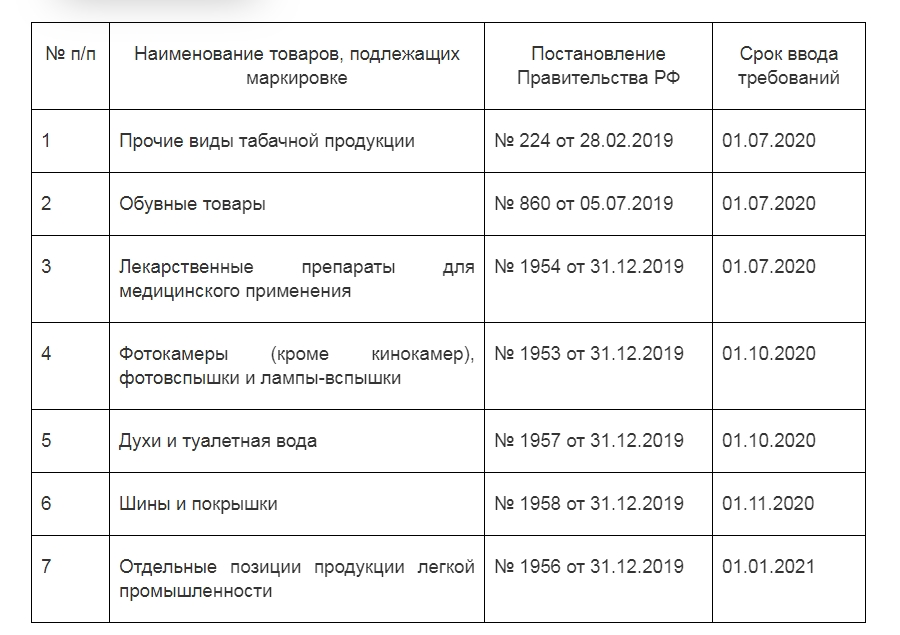 № п/п Наименование товаров, подлежащих маркировке Постановление Правительства РФ Срок ввода требований
1 Прочие виды табачной продукции № 224 от 28.02.2019 01.07.2020
2 Обувные товары № 860 от 05.07.2019 01.07.2020
3 Лекарственные препараты для медицинского применения № 1954 от 31.12.2019 01.07.2020
4 Фотокамеры (кроме кинокамер), фотовспышки и лампы-вспышки № 1953 от 31.12.2019 01.10.2020
5 Духи и туалетная вода № 1957 от 31.12.2019 01.10.2020
6 Шины и покрышки № 1958 от 31.12.2019 01.11.2020
7 Отдельные позиции продукции легкой промышленности № 1956 от 31.12.2019 01.01.2021